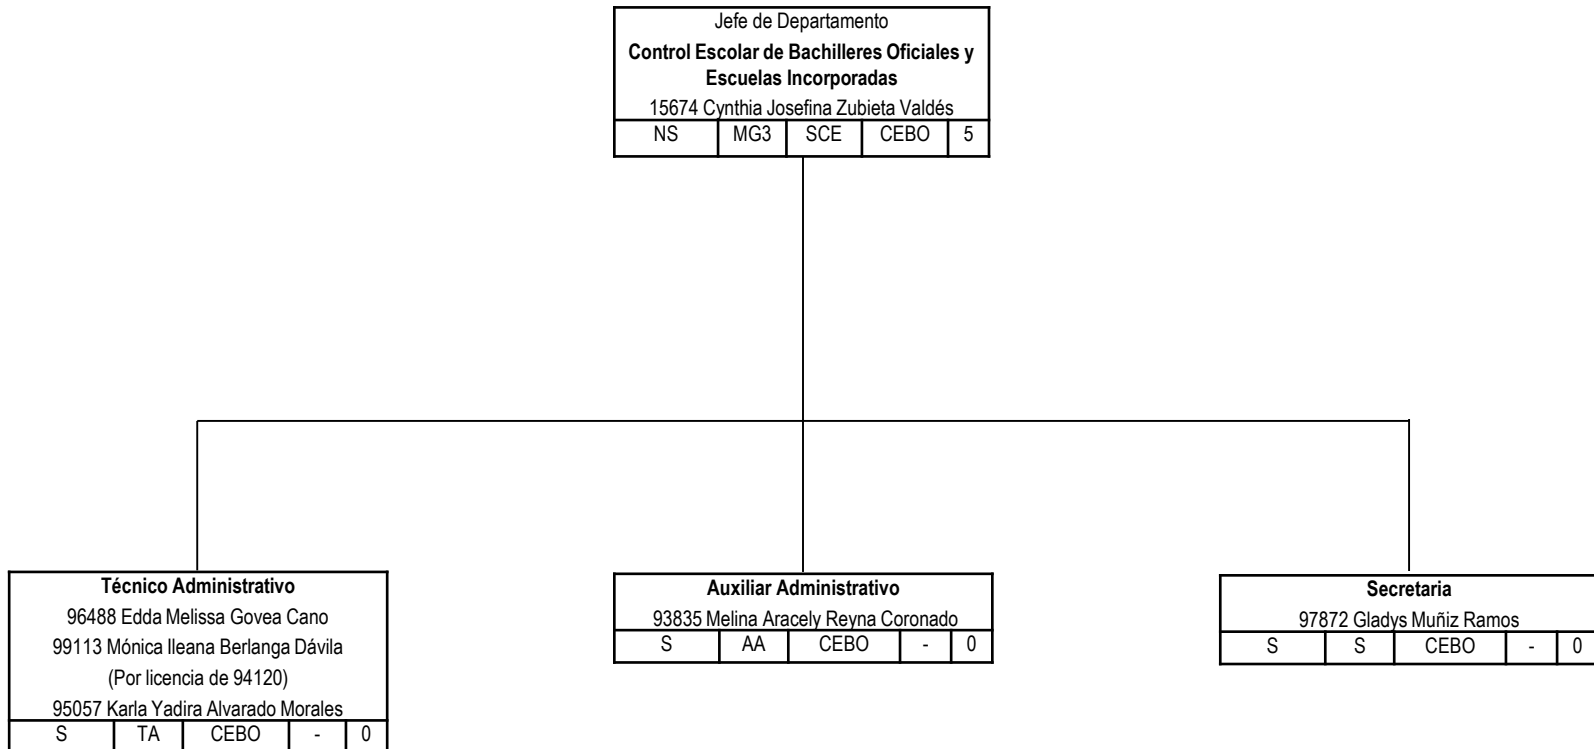 Jefe de Departamento
Control Escolar de Bachilleres Oficiales y
Escuelas Incorporadas
15674 Cynthia Josefina Zubieta Valdés
NS MG3 SCE CEBO 5
Técnico Administrativo
96488 Edda Melissa Govea Cano
99113 Mónica Ileana Berlanga Dávila
(Por licencia de 94120)
95057 Karla Yadira Alvarado Morales
S TA CEBO - 0
Auxiliar Administrativo
93835 Melina Aracely Reyna Coronado
S AA CEBO - 0
Secretaria
97872 Gladys Muñiz Ramos
S S CEBO - 0